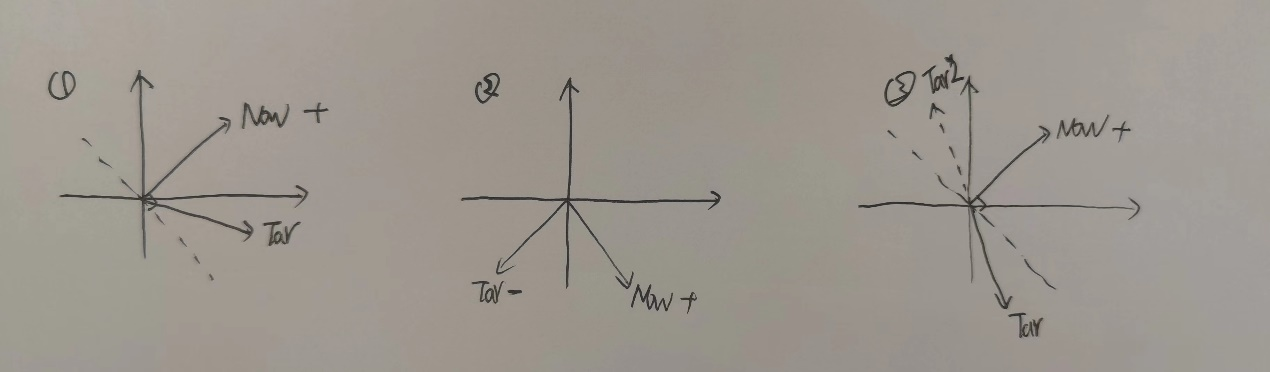 ①
Now +
Tar
②
Tar -
Now +
③
Tar2
Now +
Tar